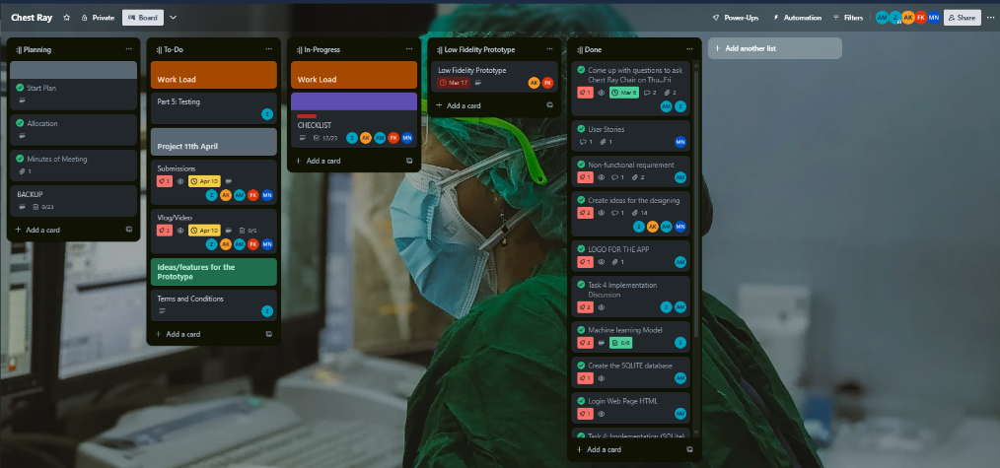 Chest Ray
Private
Board
Power-Ups
Automation
Filters
AM
Z
AK
FK
MN
Share
Planning
Start Plan
Allocation
Minutes of Meeting
1
BACKUP
0/23
+ Add a card
To-Do
Work Load
Part 5: Testing
Z
Project 11th April
Submissions
1
Apr 10
Z AK AM FK MN
Vlog/Video
Apr 10
0/5
Z AK AM FK MN
Ideas/features for the
Prototype
Terms and Conditions
Z
+ Add a card
In-Progress
Work Load
CHECKLIST
12/23
Z AK AM FK MN
+ Add a card
Low Fidelity Prototype
Low Fidelity Prototype
Mar 17
AK FK
+ Add a card
Done
Come up with questions to ask
Chest Ray Chair on Thu...Fri
1
Mar 6
2
2
AM Z
User Stories
1
1
MN
Non-functional requirement
1
1
2
AM
Create ideas for the designing
2
1
14
Z AK AM MN
LOGO FOR THE APP
1
1
AM
Task 4 Implementation
Discussion
2
Z AM
Machine learning Model
4
8/8
Z
Create the SQLITE database
1
AM
Login Web Page HTML
1
AM
Task 4: Implementation (SQLite)
+ Add a card
+ Add another list